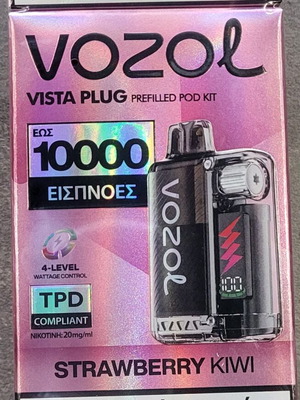 VOZOL
VISTA PLUG PREFILLED POD KIT
ΕΩΣ
10000
ΕΙΣΠΝΟΕΣ
VOZOL
100
4-LEVEL
WATTAGE CONTROL
TPD
COMPLIANT
ΝΙΚΟΤΙΝΗ: 20mg/ml
STRAWBERRY KIWI